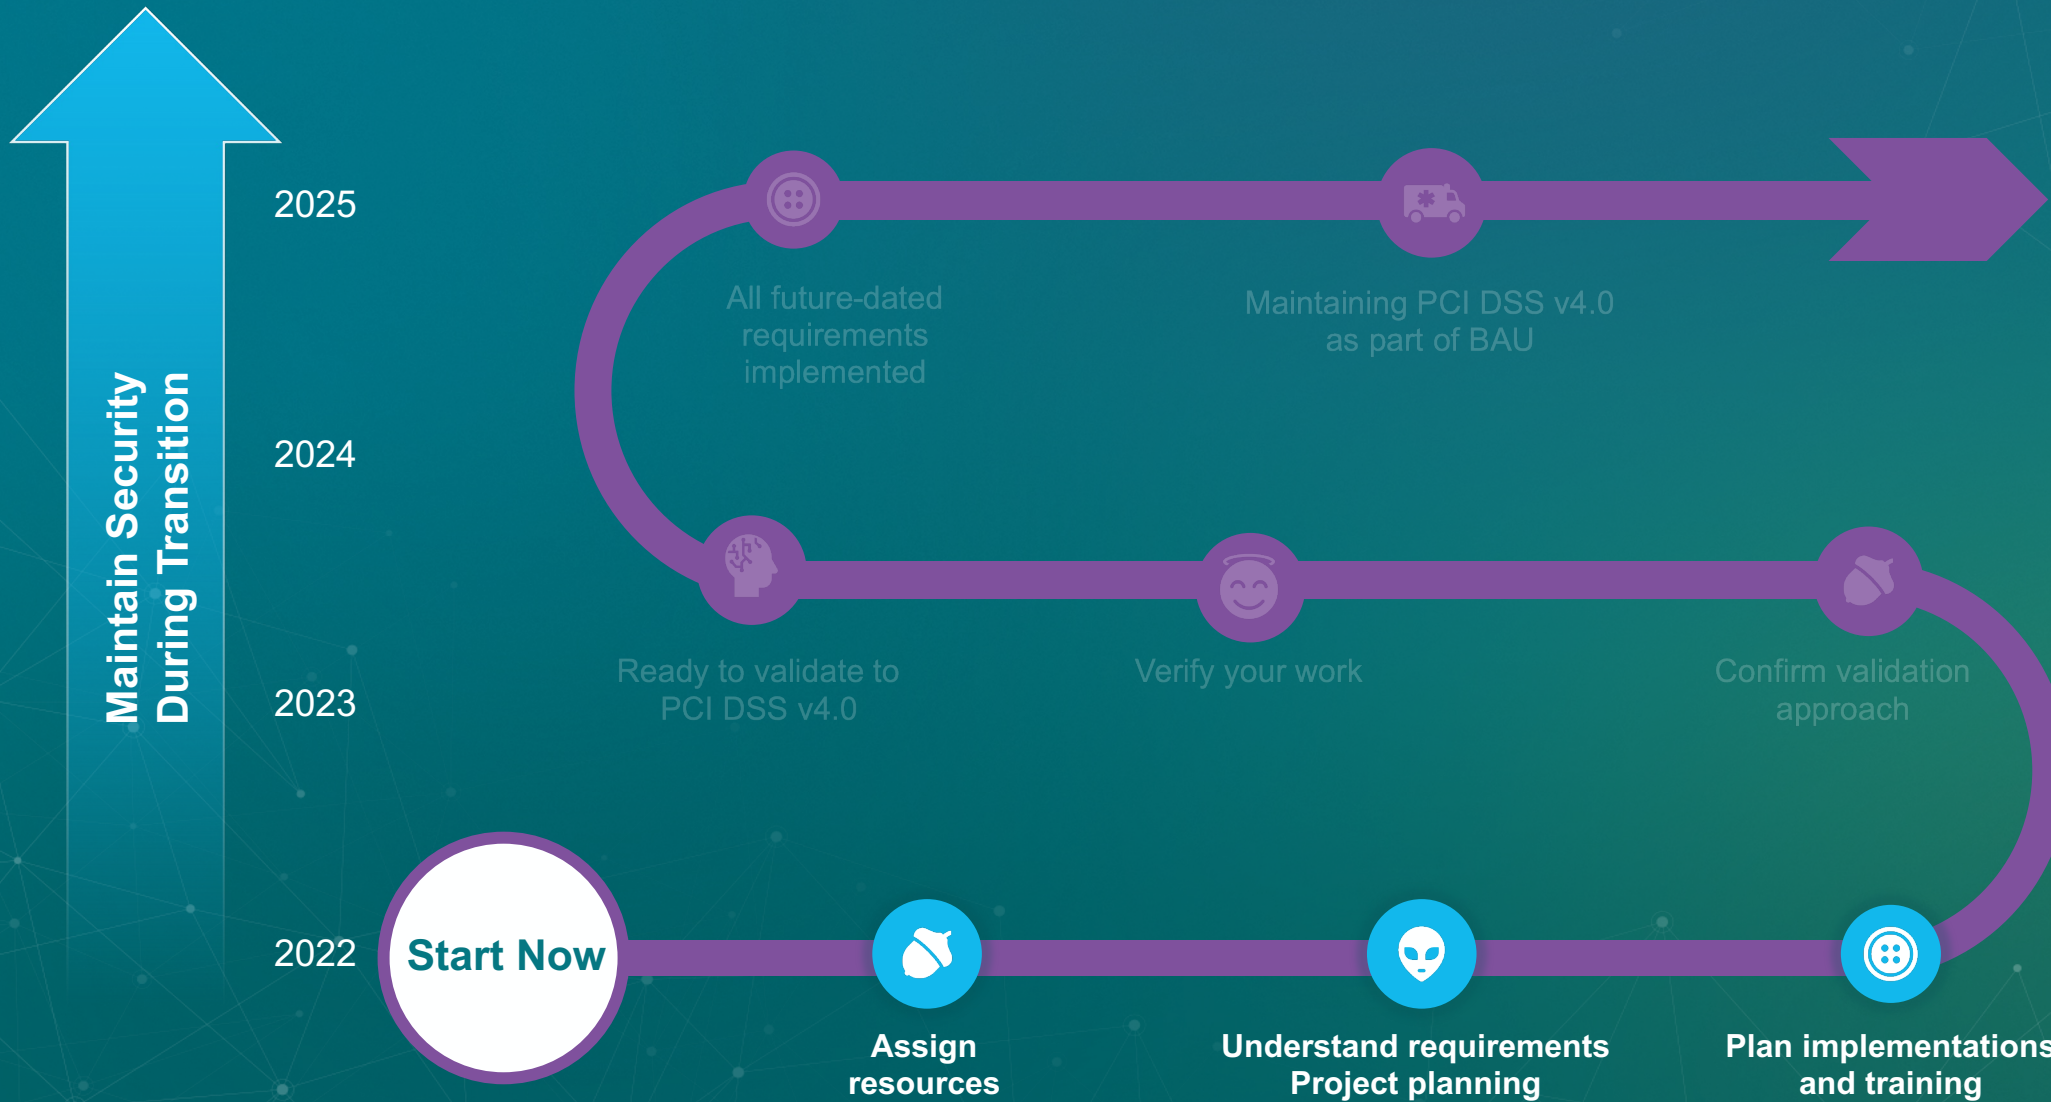 Maintain Security
During Transition
2025
All future-dated
requirements
implemented
Maintaining PCI DSS v4.0
as part of BAU
2024
Ready to validate to
PCI DSS v4.0
Verify your work
Confirm validation
approach
2023
2022
Start Now
Assign
resources
Understand requirements
Project planning
Plan implementations
and training